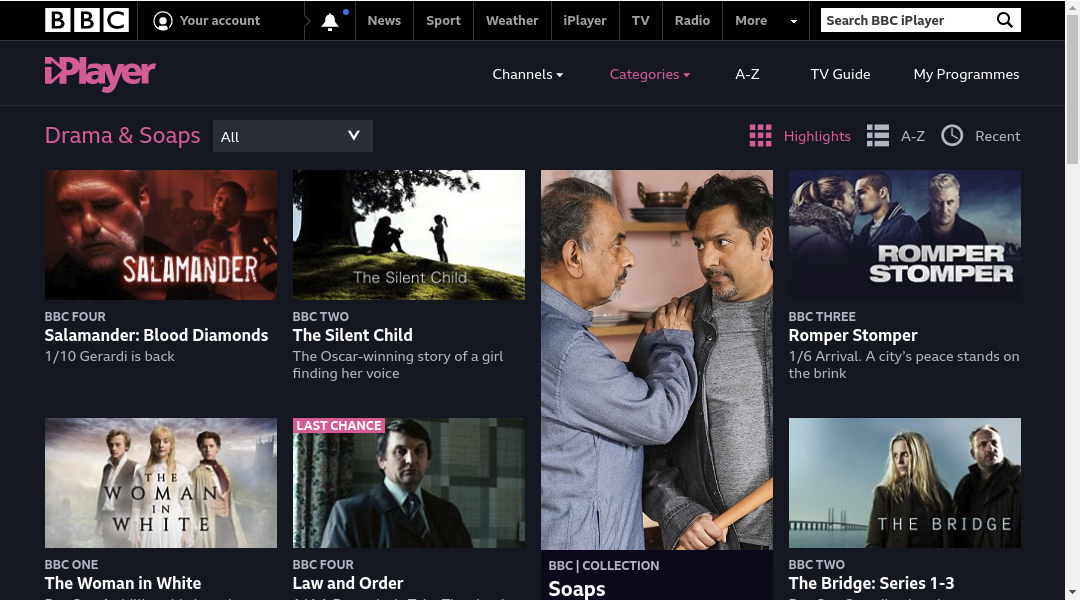 BBC
Your account
News
Sport
Weather
iPlayer
TV
Radio
More
Search BBC iPlayer
iPlayer
Channels
Categories
A-Z
TV Guide
My Programmes
Drama & Soaps
All
Highlights
A-Z
Recent
SALAMANDER
BBC FOUR
Salamander: Blood Diamonds
1/10 Gerardi is back
The Silent Child
BBC TWO
The Silent Child
The Oscar-winning story of a girl
finding her voice
ROMPER
STOMPER
BBC THREE
Romper Stomper
1/6 Arrival. A city's peace stands on
the brink
THE
WOMAN
IN
WHITE
BBC ONE
The Woman in White
LAST CHANCE
BBC FOUR
Law and Order
BBC | COLLECTION
Soaps
THE BRIDGE
BBC TWO
The Bridge: Series 1-3